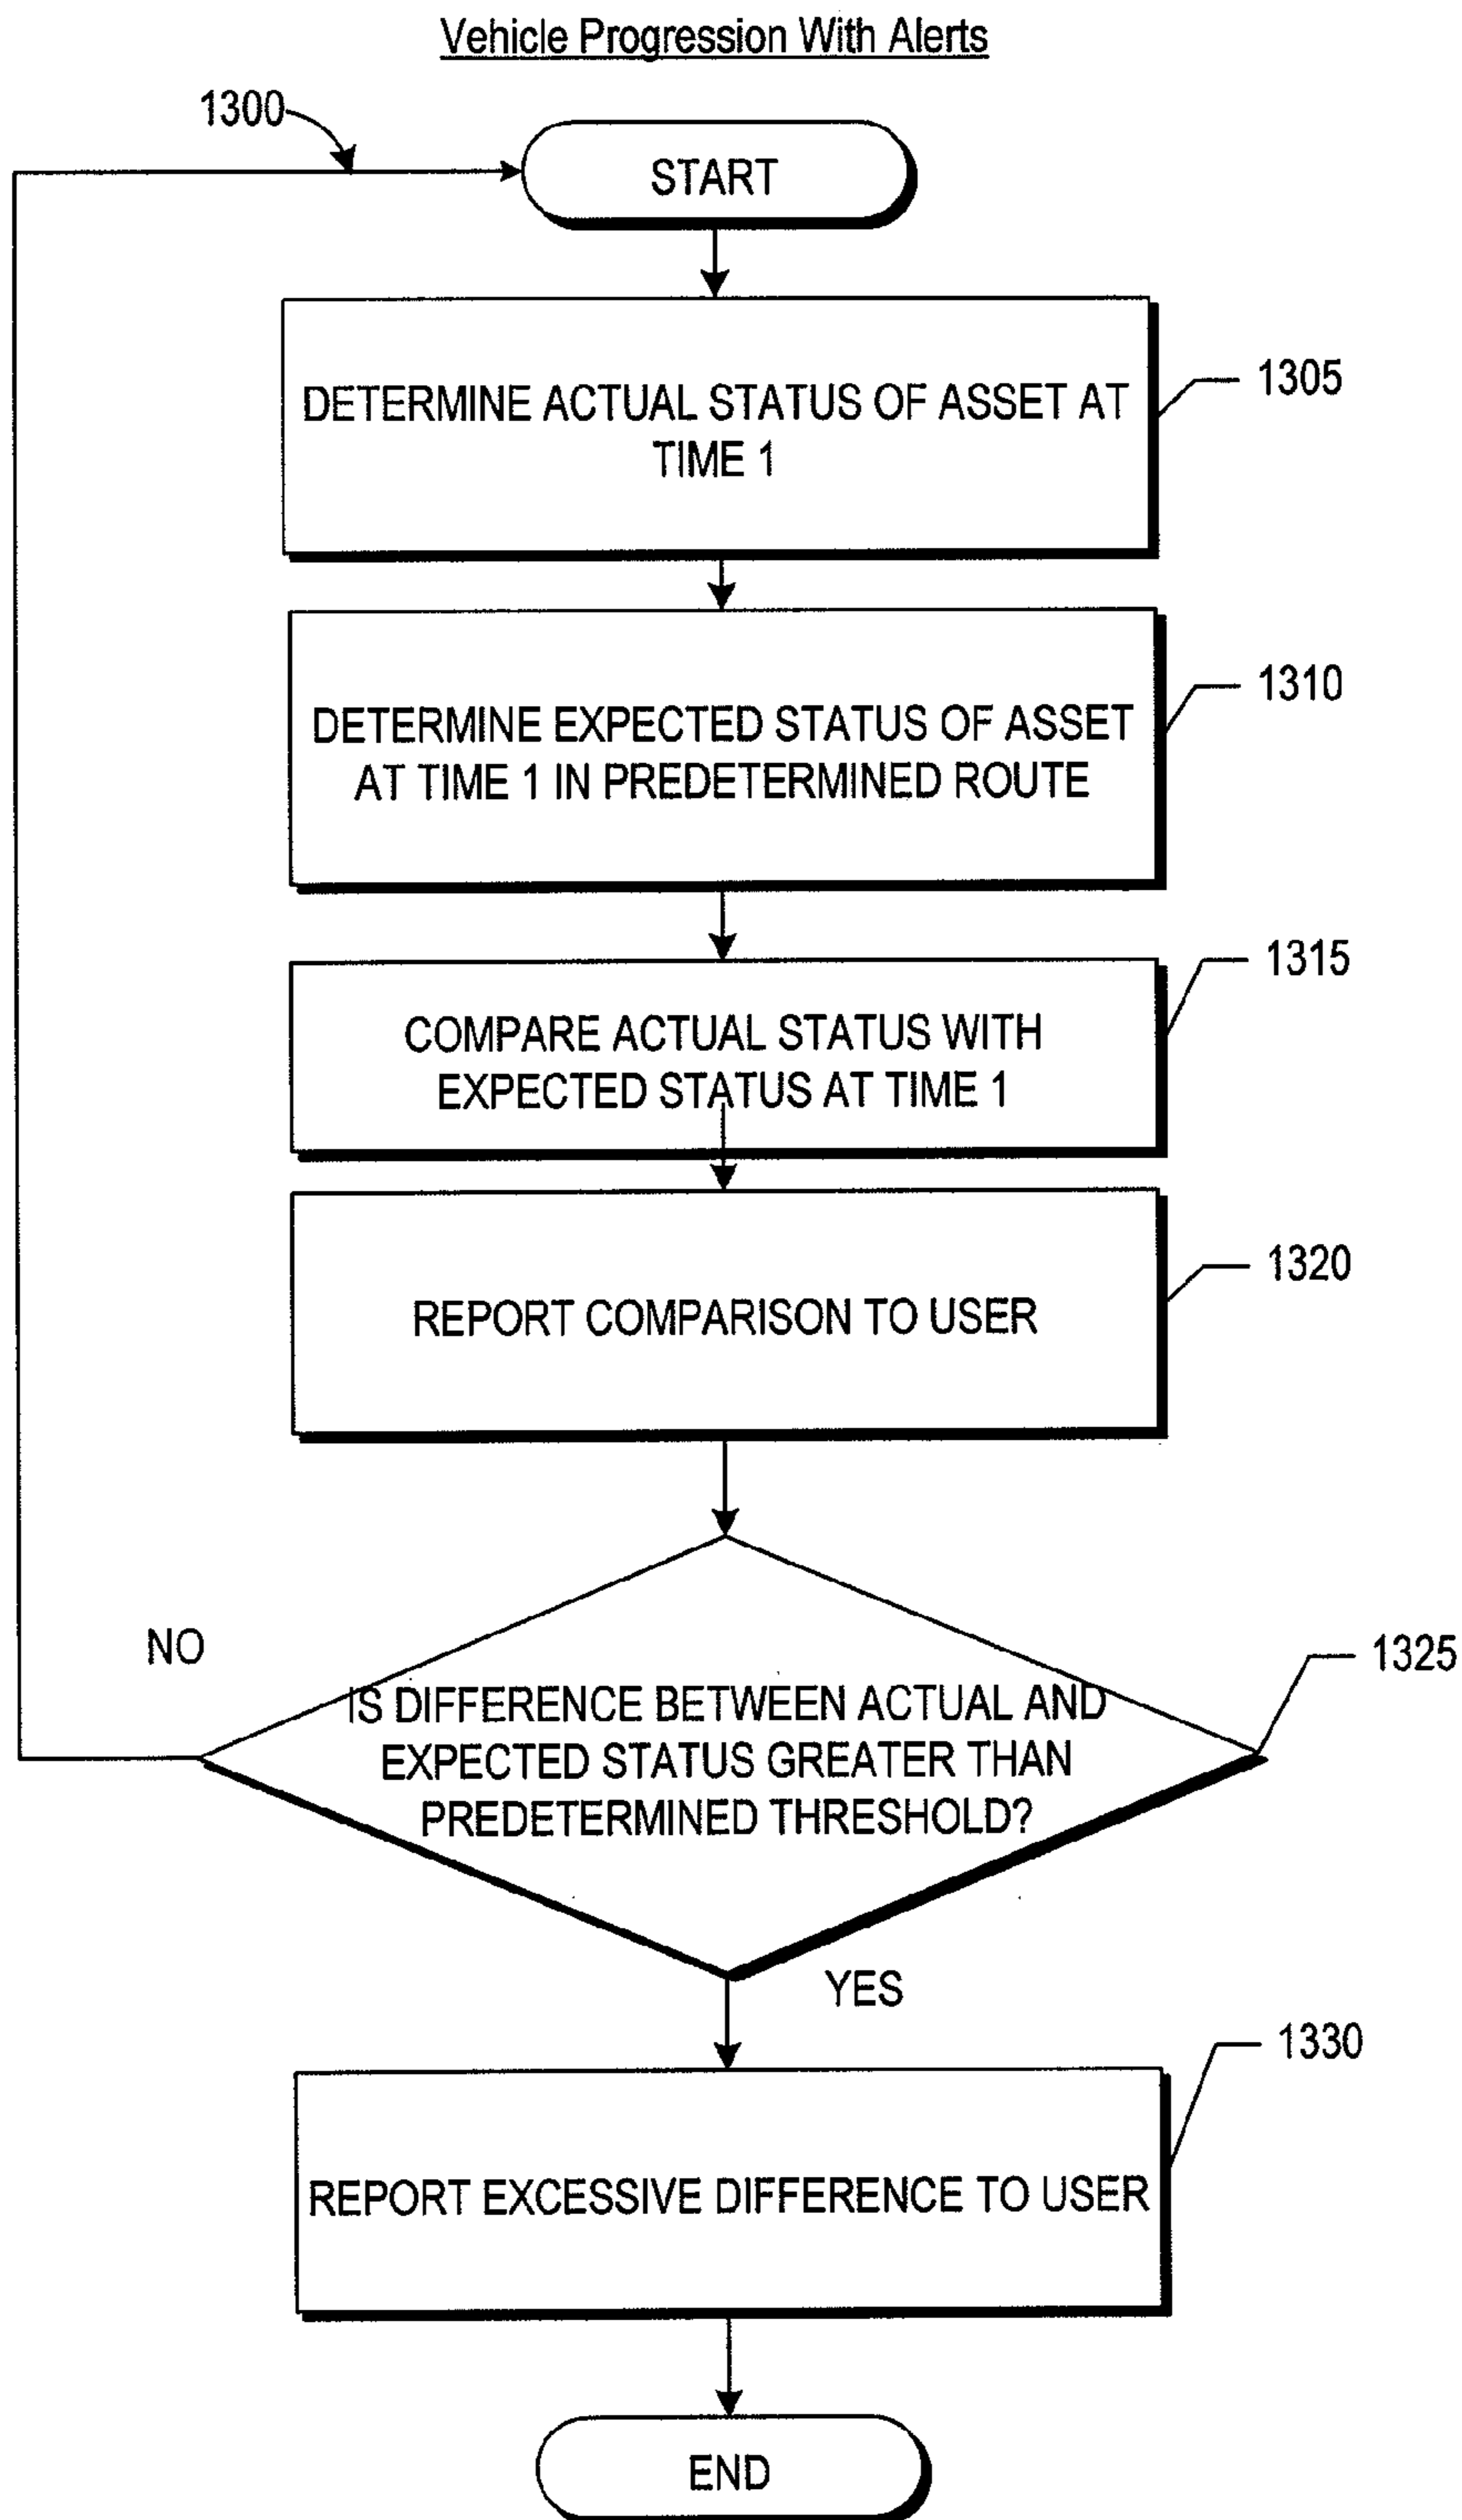 Vehicle Progression With Alerts
1300
START
DETERMINE ACTUAL STATUS OF ASSET AT
TIME 1
1305
DETERMINE EXPECTED STATUS OF ASSET
AT TIME 1 IN PREDETERMINED ROUTE
1310
COMPARE ACTUAL STATUS WITH
EXPECTED STATUS AT TIME 1
1315
REPORT COMPARISON TO USER
1320
NO
IS DIFFERENCE BETWEEN ACTUAL AND
EXPECTED STATUS GREATER THAN
PREDETERMINED THRESHOLD?
1325
YES
REPORT EXCESSIVE DIFFERENCE TO USER
1330
END